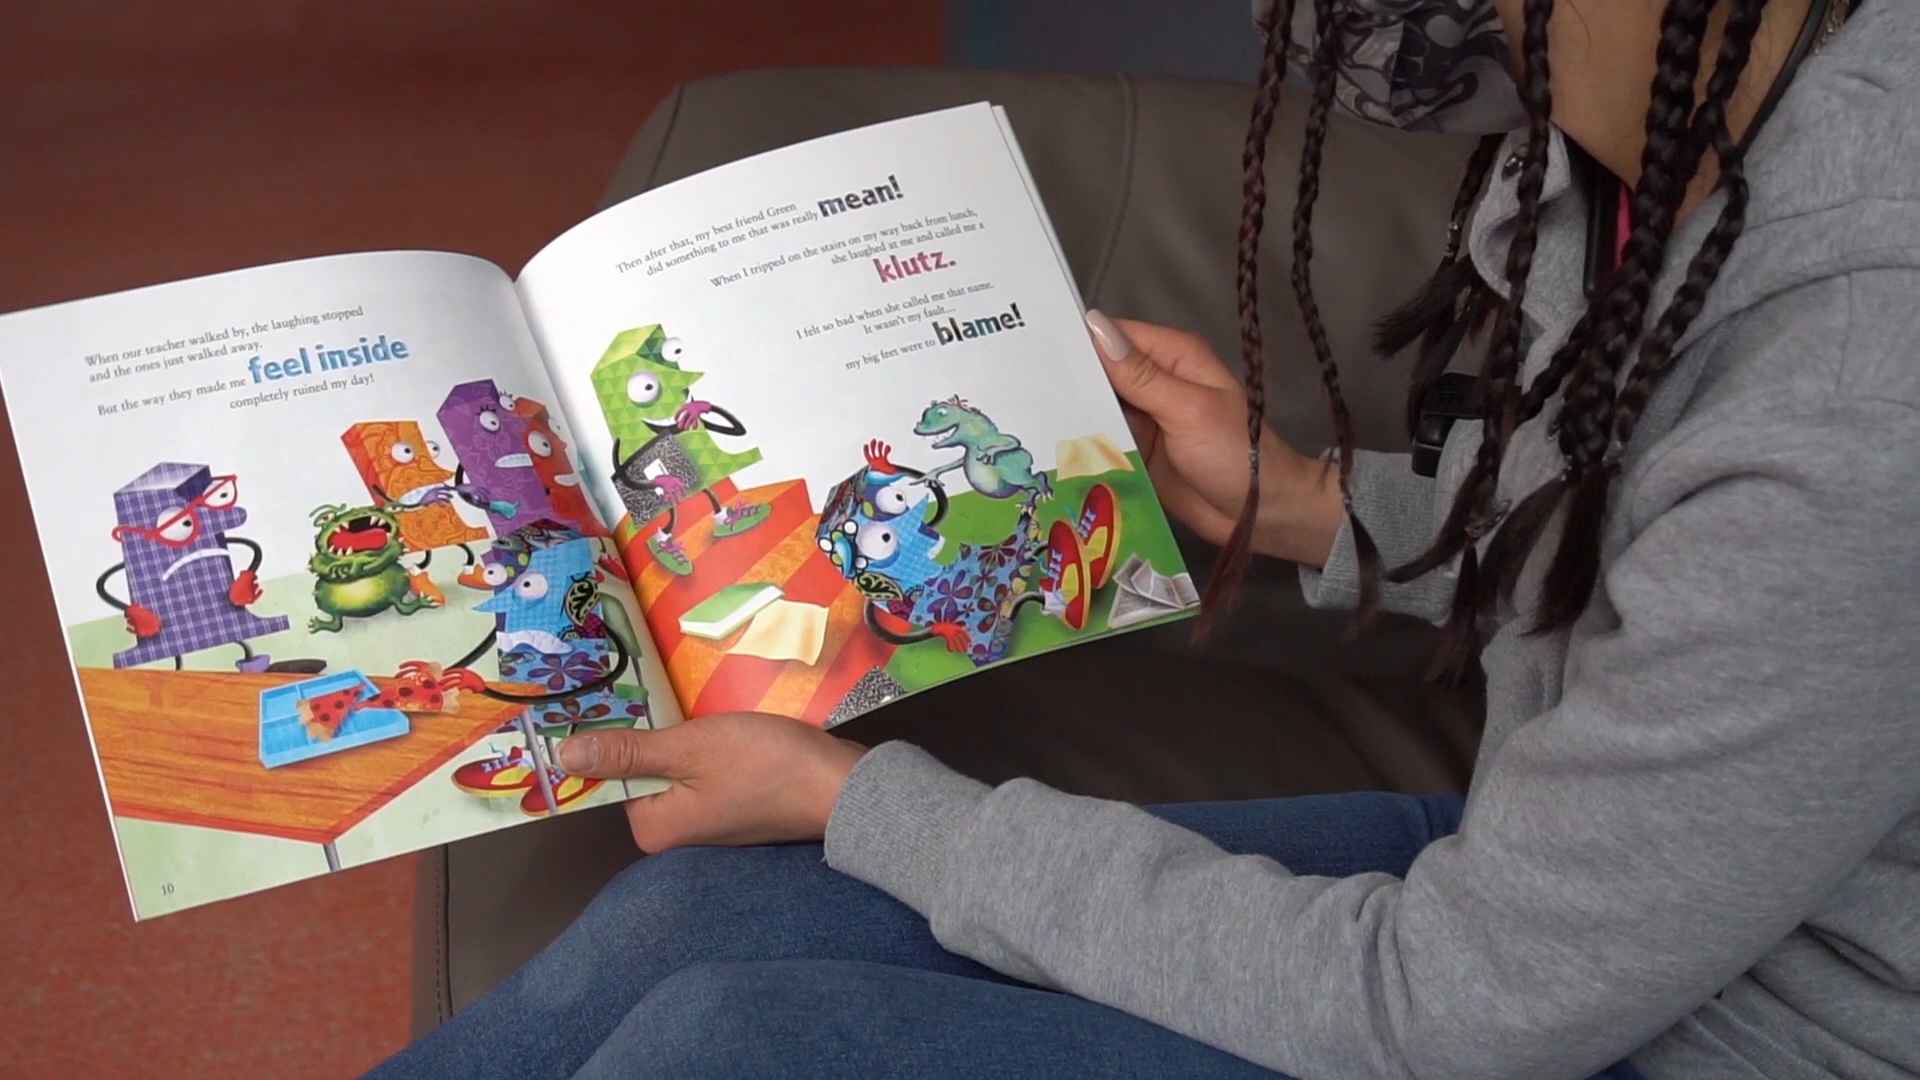 When our teacher walked by, the laughing stopped
and the ones just walked away.
But the way they made me feel inside
completely ruined my day!
10
Then after that, my best friend Green
did something to me that was really mean!
When I tripped on the stairs on my way back from lunch,
she laughed at me and called me a
klutz.
I felt so bad when she called me that name.
It wasn't my fault...
my big feet were to blame!